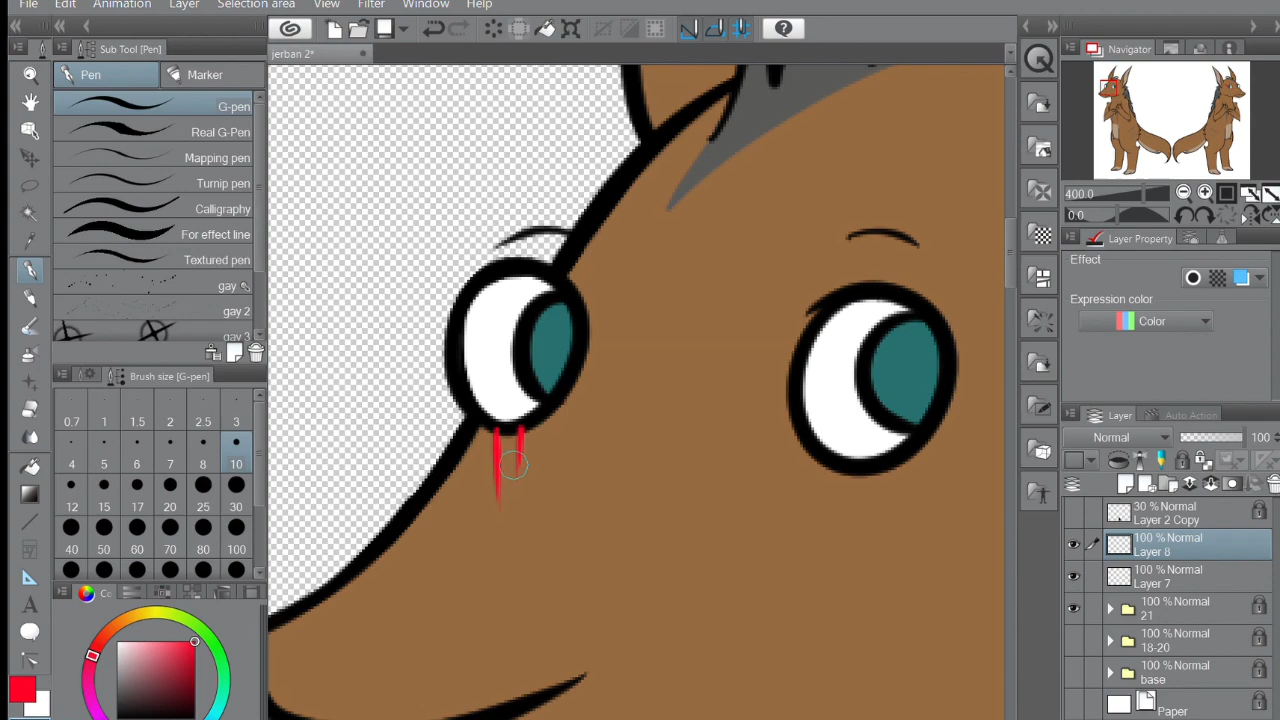 File Edit Animation Layer Selection area View Filter Window Help
Sub Tool [Pen]
Navigator
jerban 2*
Pen
Marker
G-pen
Real G-Pen
Mapping pen
Turnip pen
Calligraphy
For effect line
Textured pen
gay
gay 2
gay 3
400.0
0.0
Layer Property
Effect
Expression color
Color
Brush size [G-pen]
0.7 1 1.5 2 2.5 3
4 5 6 7 8 10
12 15 17 20 25 30
40 50 60 70 80 100
Layer
Auto Action
Normal
100
30 % Normal
Layer 2 Copy
100 % Normal
Layer 8
100 % Normal
Layer 7
100 % Normal
21
100 % Normal
18-20
100 % Normal
base
Paper
Cc